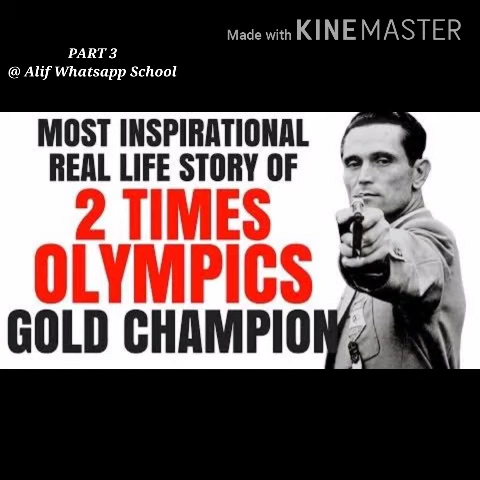 Made with KINEMASTER
PART 3
@ Alif Whatsapp School
MOST INSPIRATIONAL
REAL LIFE STORY OF
2 TIMES
OLYMPICS
GOLD CHAMPION